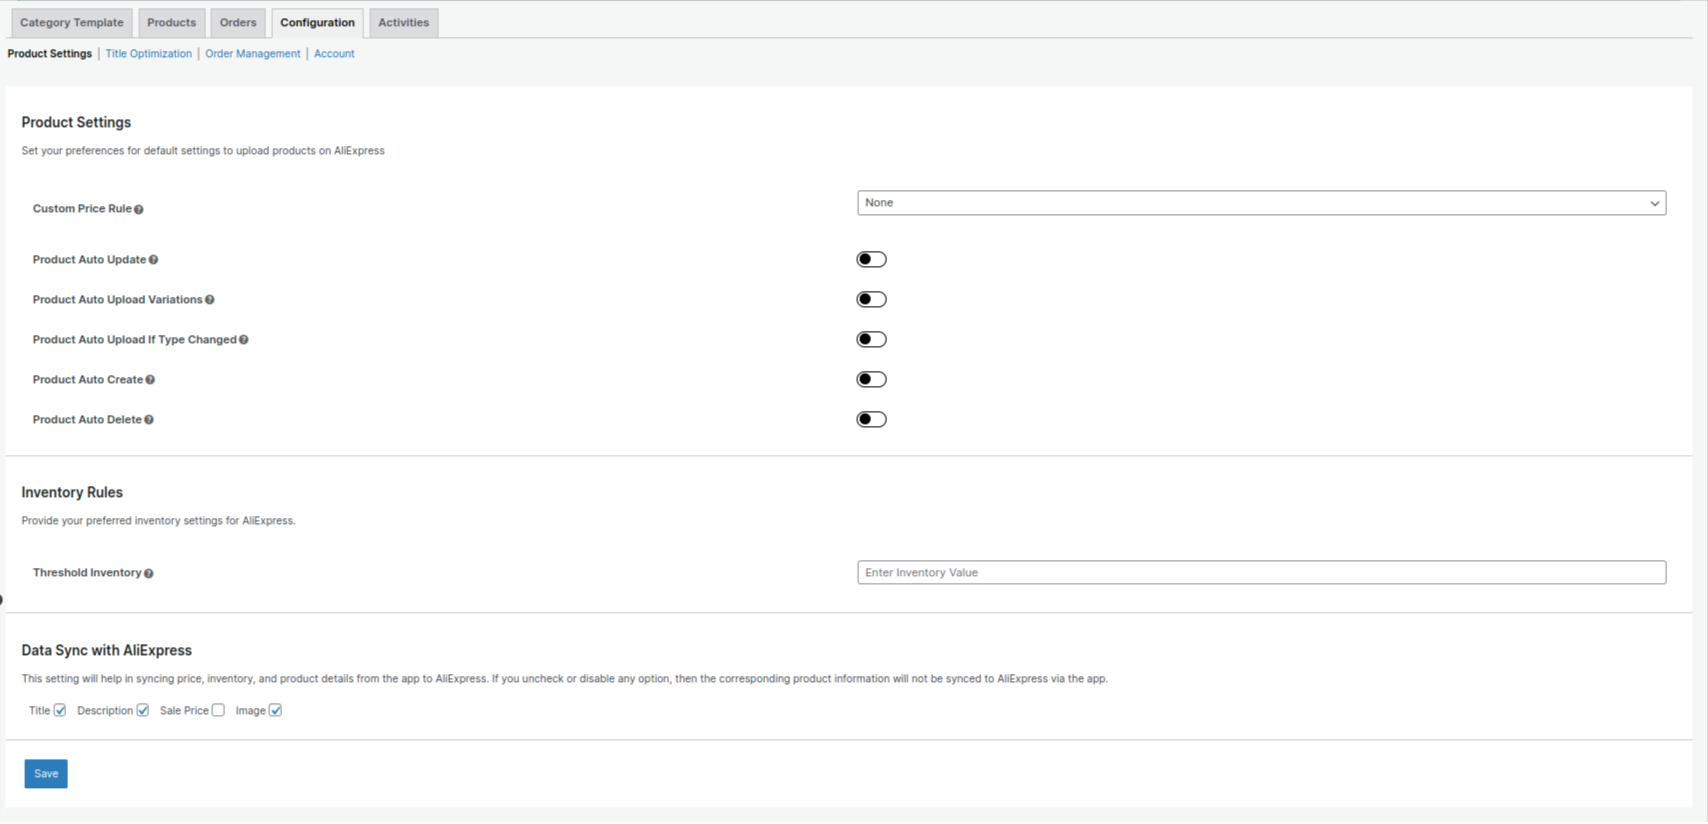 Category Template Products Orders Configuration Activities
Product Settings | Title Optimization | Order Management | Account
Product Settings
Set your preferences for default settings to upload products on AliExpress
Custom Price Rule
None
Product Auto Update
Product Auto Upload Variations
Product Auto Upload If Type Changed
Product Auto Create
Product Auto Delete
Inventory Rules
Provide your preferred inventory settings for AliExpress.
Threshold Inventory
Enter Inventory Value
Data Sync with AliExpress
This setting will help in syncing price, inventory, and product details from the app to AliExpress. If you uncheck or disable any option, then the corresponding product information will not be synced to AliExpress via the app.
Title Description Sale Price Image
Save